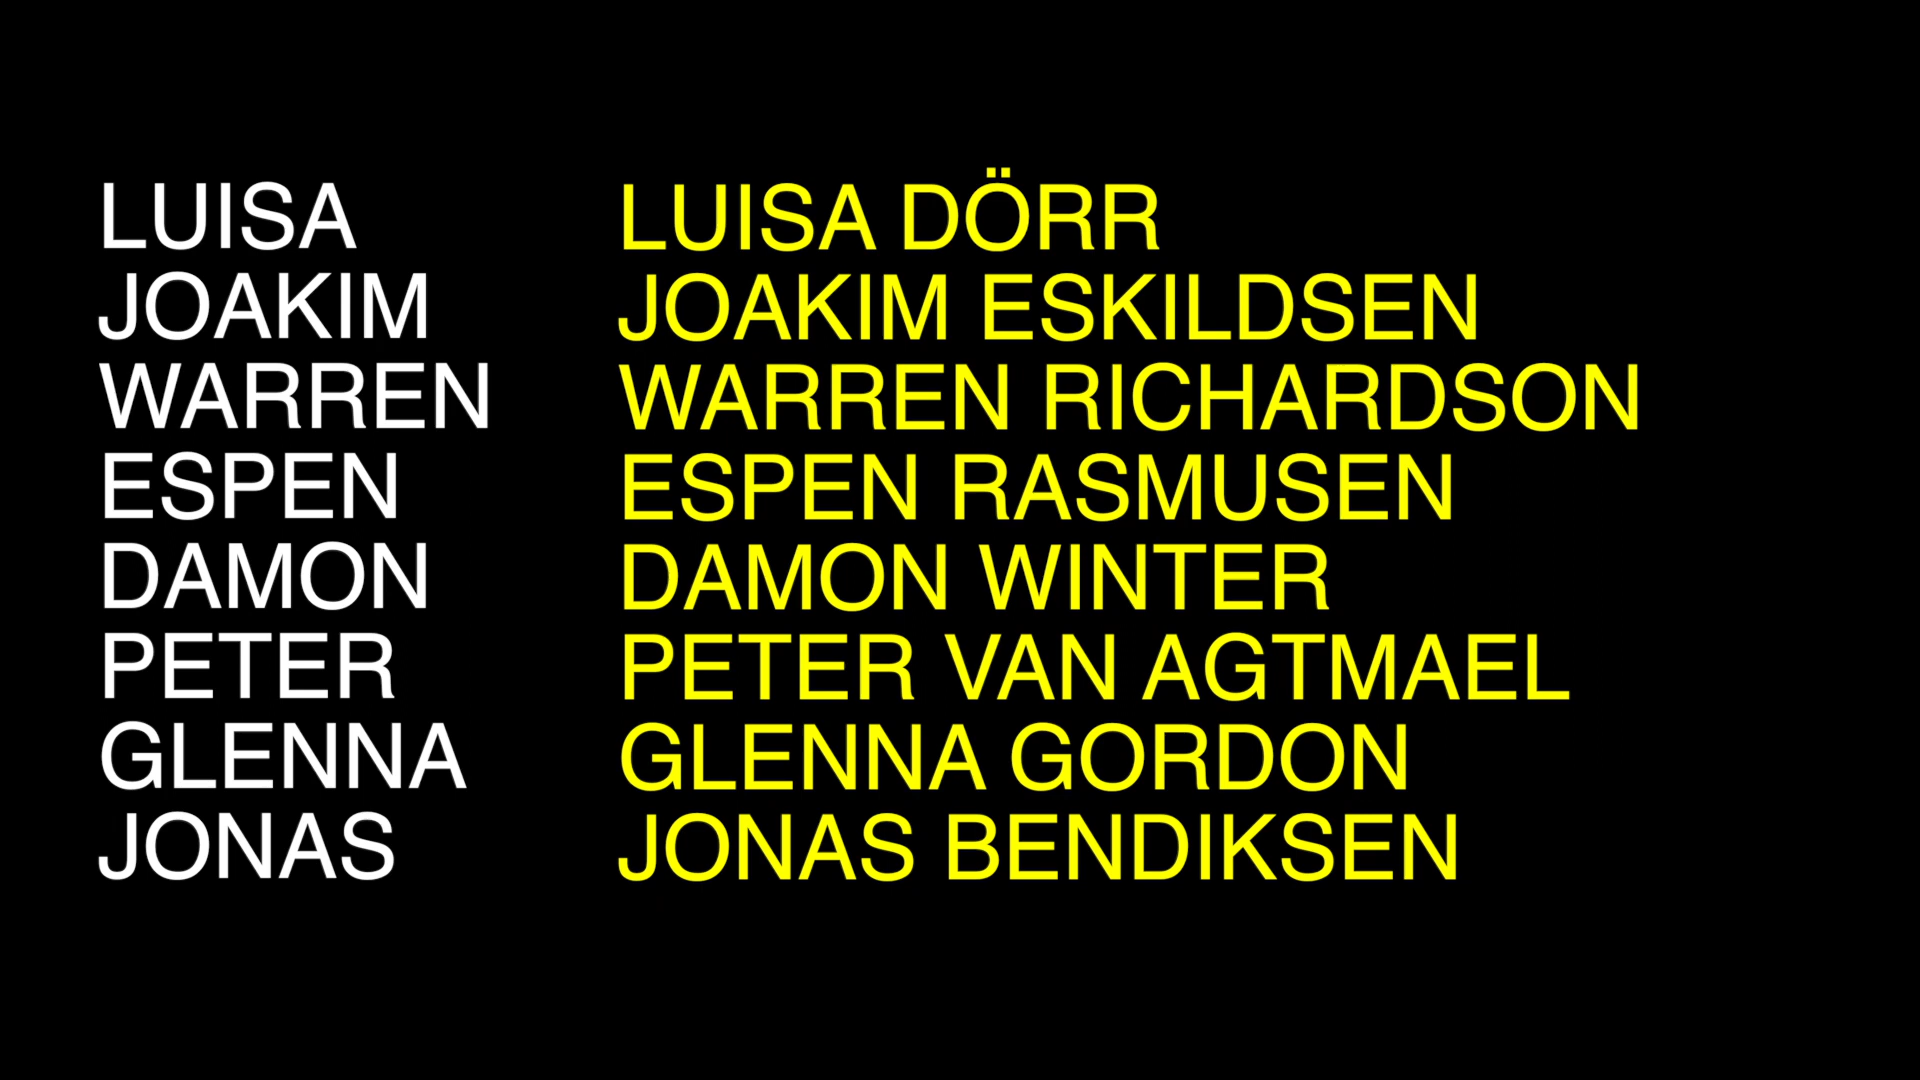 LUISA LUISA DÖRR
JOAKIM JOAKIM ESKILDSEN
WARREN WARREN RICHARDSON
ESPEN ESPEN RASMUSEN
DAMON DAMON WINTER
PETER PETER VAN AGTMAEL
GLENNA GLENNA GORDON
JONAS JONAS BENDIKSEN